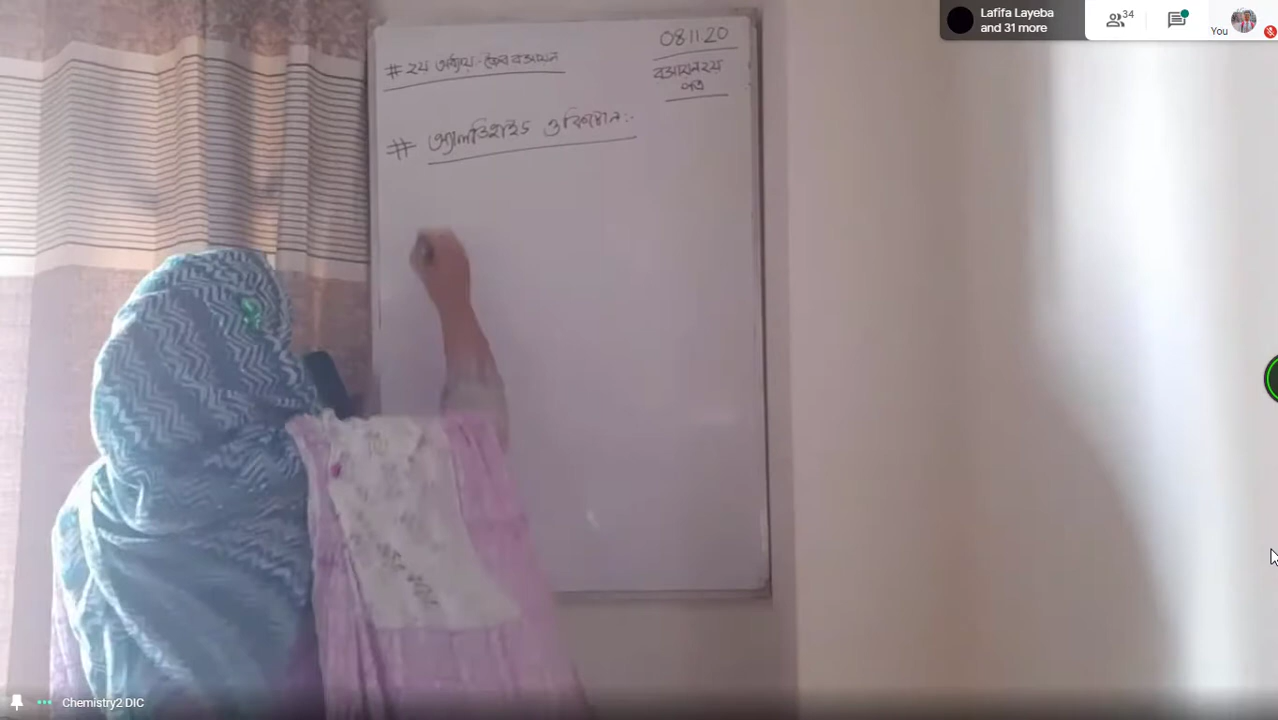 Lafifa Layeba
and 31 more
34
You
08.11.20
# ২য় অধ্যায় :- জৈব রসায়ন
রসায়ন ২য়
পত্র
# অ্যালডিহাইড ও কিটোন :-
Chemistry2 DIC